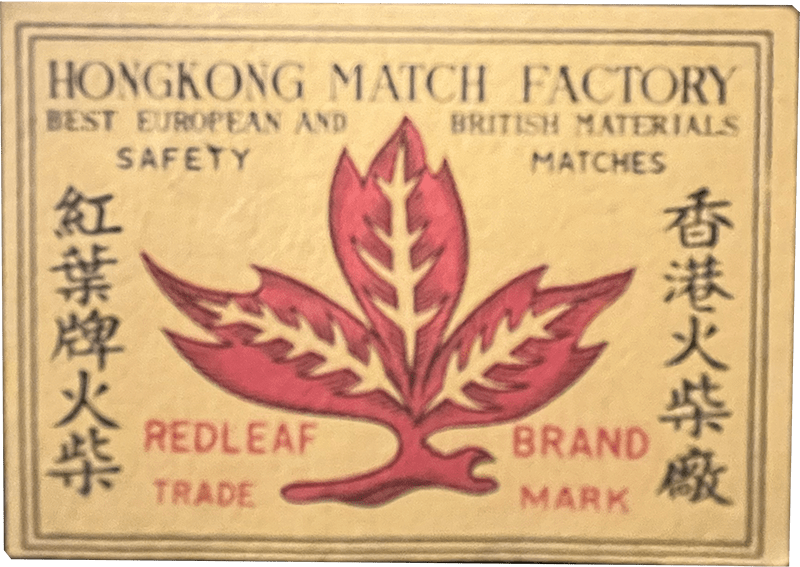 HONGKONG MATCH FACTORY
BEST EUROPEAN AND BRITISH MATERIALS
SAFETY MATCHES
香港火柴廠
紅葉牌火柴
REDLEAF BRAND
TRADE MARK